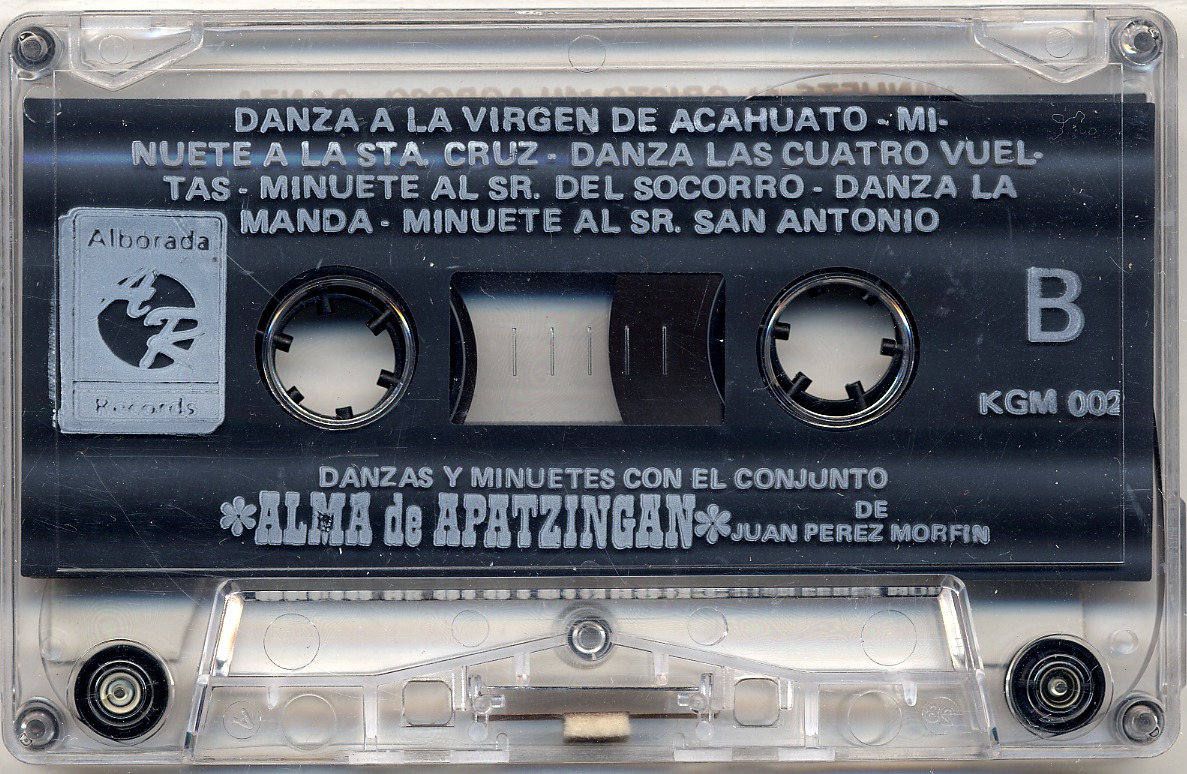 DANZA A LA VIRGEN DE ACAHUATO - MI-
NUETE A LA STA. CRUZ - DANZA LAS CUATRO VUEL-
TAS - MINUETE AL SR. DEL SOCORRO - DANZA LA
MANDA - MINUETE AL SR. SAN ANTONIO
Alborada
AR
Records
B
KGM 002
DANZAS Y MINUETES CON EL CONJUNTO
*ALMA de APATZINGAN*
DE
JUAN PEREZ MORFIN